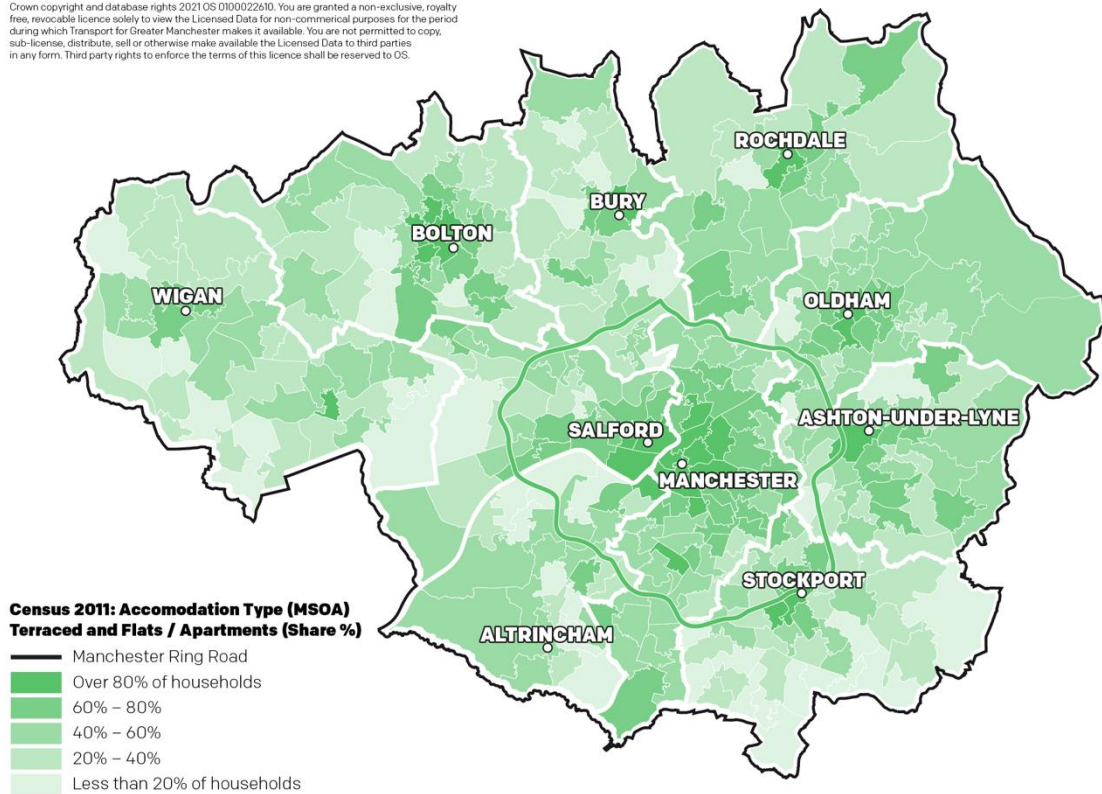 Crown copyright and database rights 2021 OS 0100022610. You are granted a non-exclusive, royalty
free, revocable licence solely to view the Licensed Data for non-commerical purposes for the period
during which Transport for Greater Manchester makes it available. You are not permitted to copy,
sub-license, distribute, sell or otherwise make available the Licensed Data to third parties
in any form. Third party rights to enforce the terms of this licence shall be reserved to OS.
ROCHDALE
BURY
BOLTON
WIGAN
OLDHAM
ASHTON-UNDER-LYNE
SALFORD
MANCHESTER
STOCKPORT
ALTRINCHAM
Census 2011: Accomodation Type (MSOA)
Terraced and Flats / Apartments (Share %)
Manchester Ring Road
Over 80% of households
60% – 80%
40% – 60%
20% – 40%
Less than 20% of households